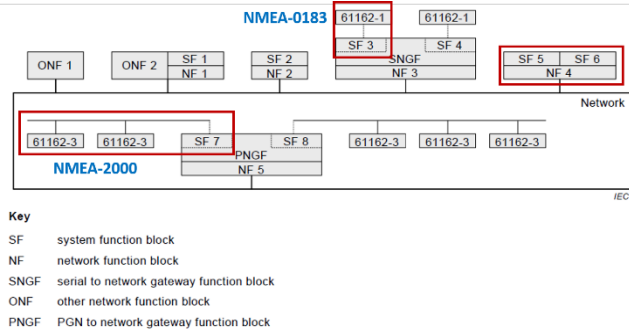 NMEA-0183 61162-1 61162-1
SF 3 SF 4
ONF 1 ONF 2 SF 1 SF 2 SNGF SF 5 SF 6
NF 1 NF 2 NF 3 NF 4
Network
61162-3 61162-3 SF 7 SF 8 61162-3 61162-3 61162-3
PNGF
NMEA-2000 NF 5
IEC
Key
SF system function block
NF network function block
SNGF serial to network gateway function block
ONF other network function block
PNGF PGN to network gateway function block